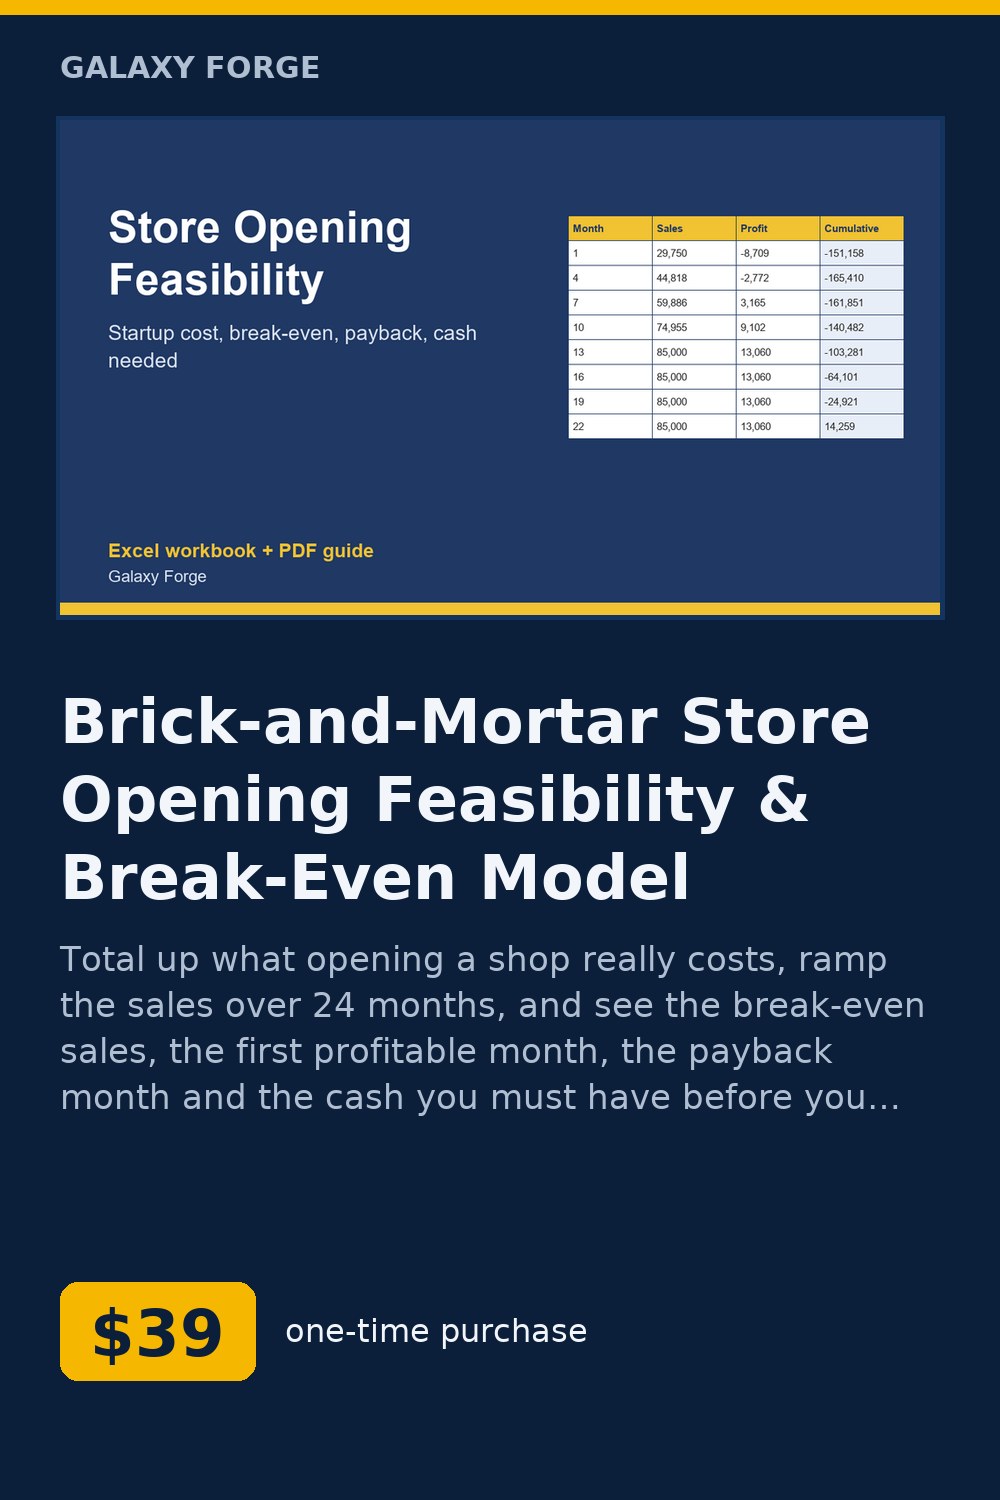 GALAXY FORGE
Store Opening
Feasibility
Startup cost, break-even, payback, cash
needed
Month Sales Profit Cumulative
1 29,750 -8,709 -151,158
4 44,818 -2,772 -165,410
7 59,886 3,165 -161,851
10 74,955 9,102 -140,482
13 85,000 13,060 -103,281
16 85,000 13,060 -64,101
19 85,000 13,060 -24,921
22 85,000 13,060 14,259
Excel workbook + PDF guide
Galaxy Forge
Brick-and-Mortar Store
Opening Feasibility &
Break-Even Model
Total up what opening a shop really costs, ramp
the sales over 24 months, and see the break-even
sales, the first profitable month, the payback
month and the cash you must have before you...
$39
one-time purchase